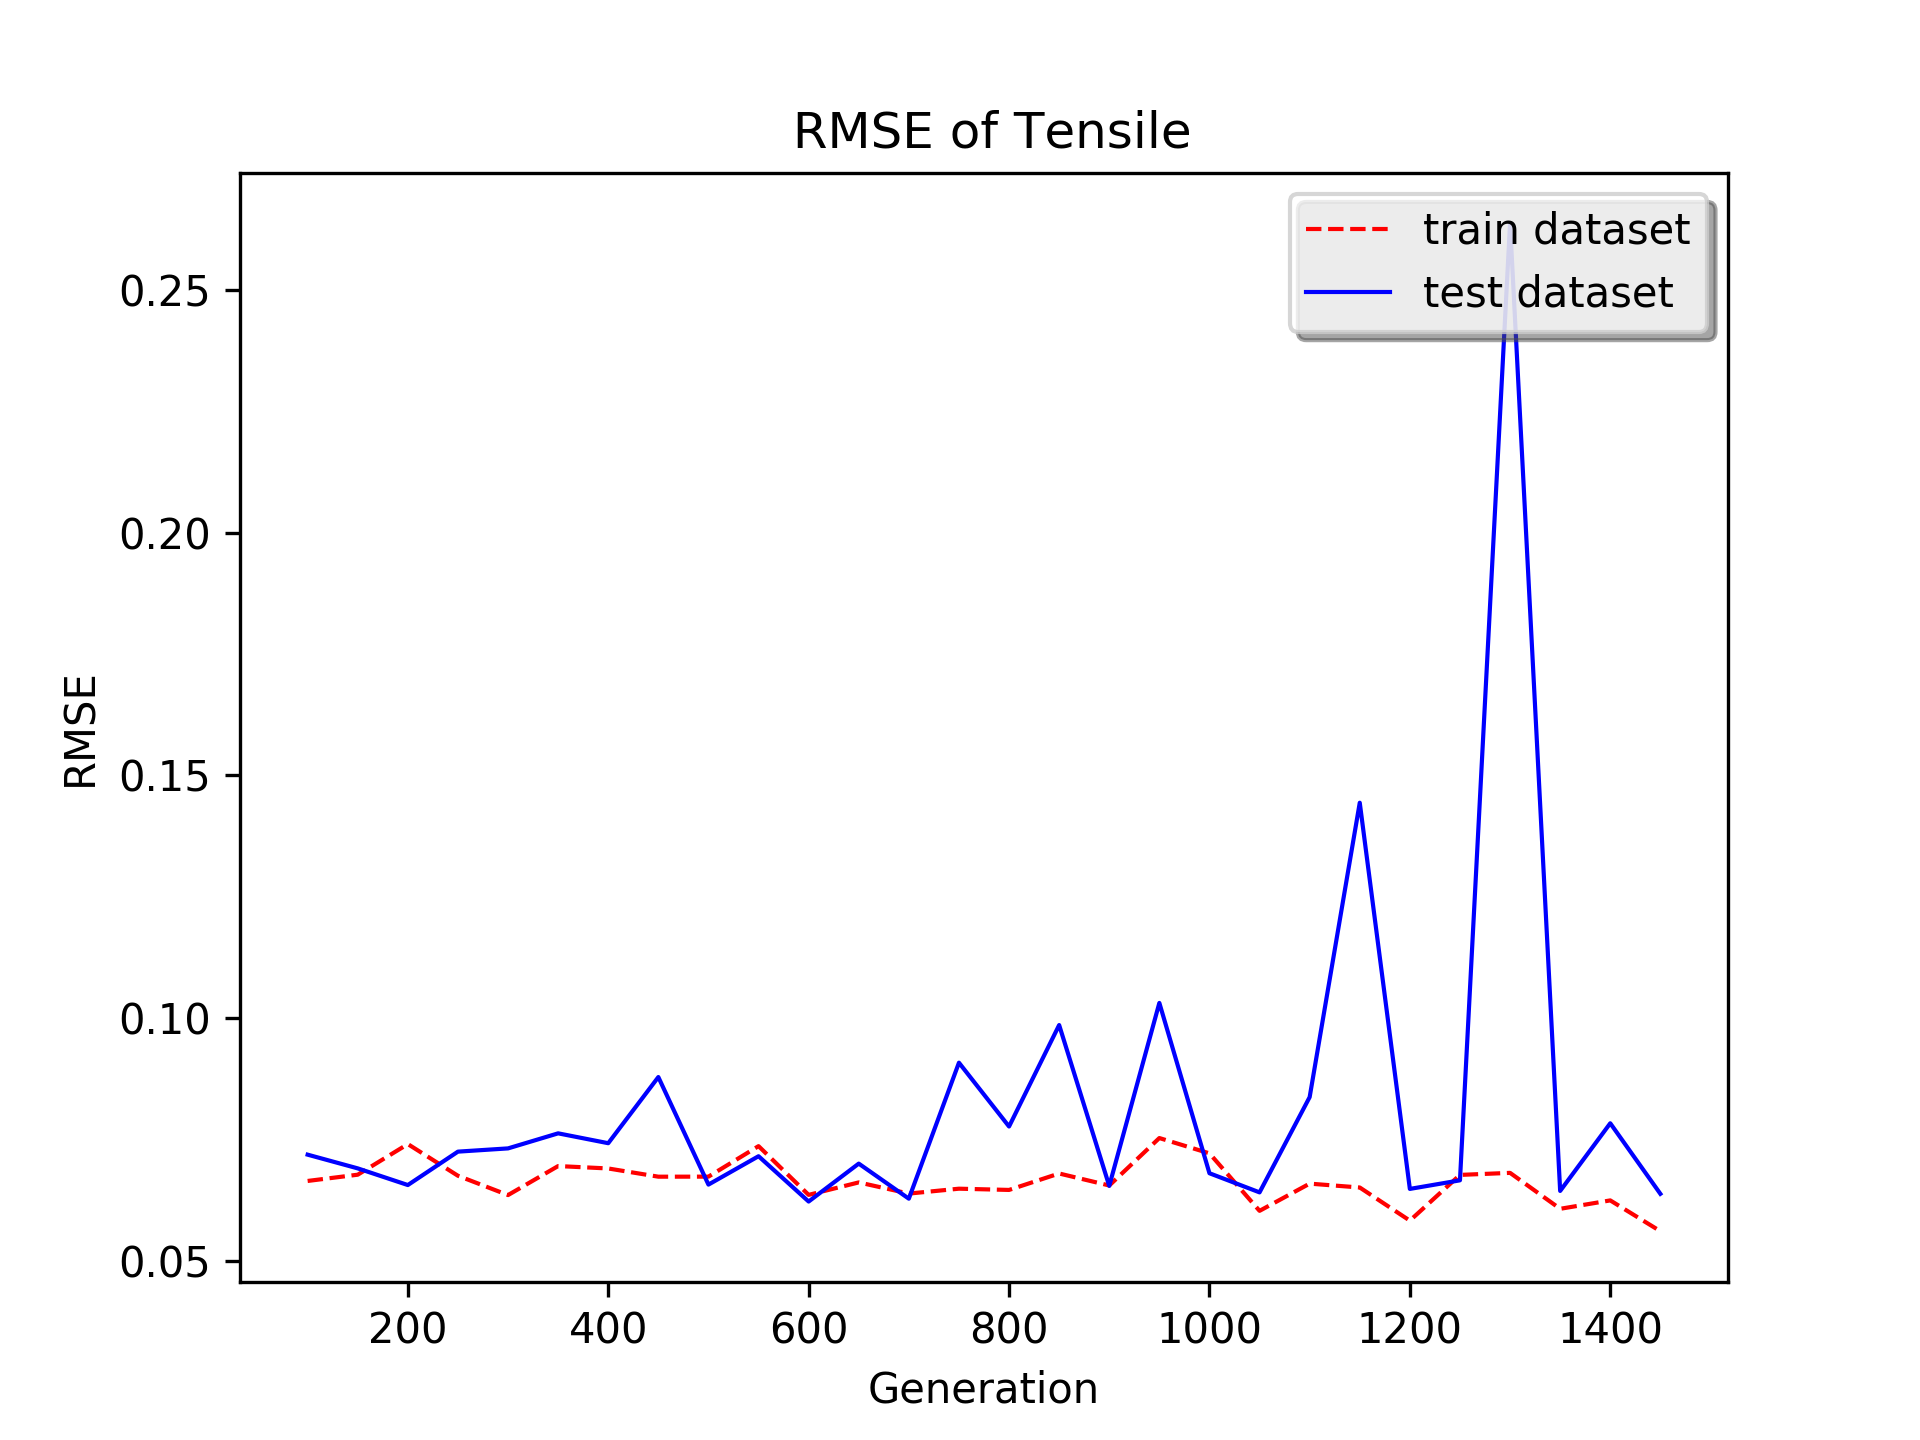 RMSE of Tensile
train dataset
test dataset
0.25
0.20
0.15
0.10
0.05
RMSE
200 400 600 800 1000 1200 1400
Generation